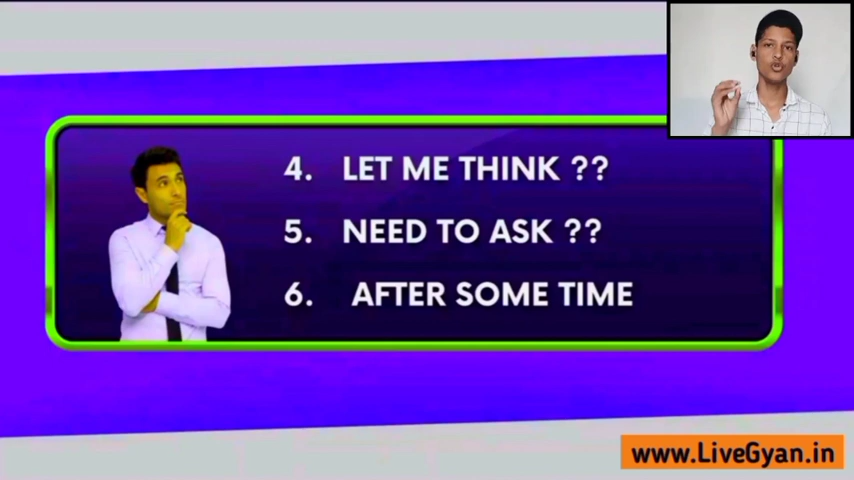 4. LET ME THINK ??
5. NEED TO ASK ??
6. AFTER SOME TIME
www.LiveGyan.in